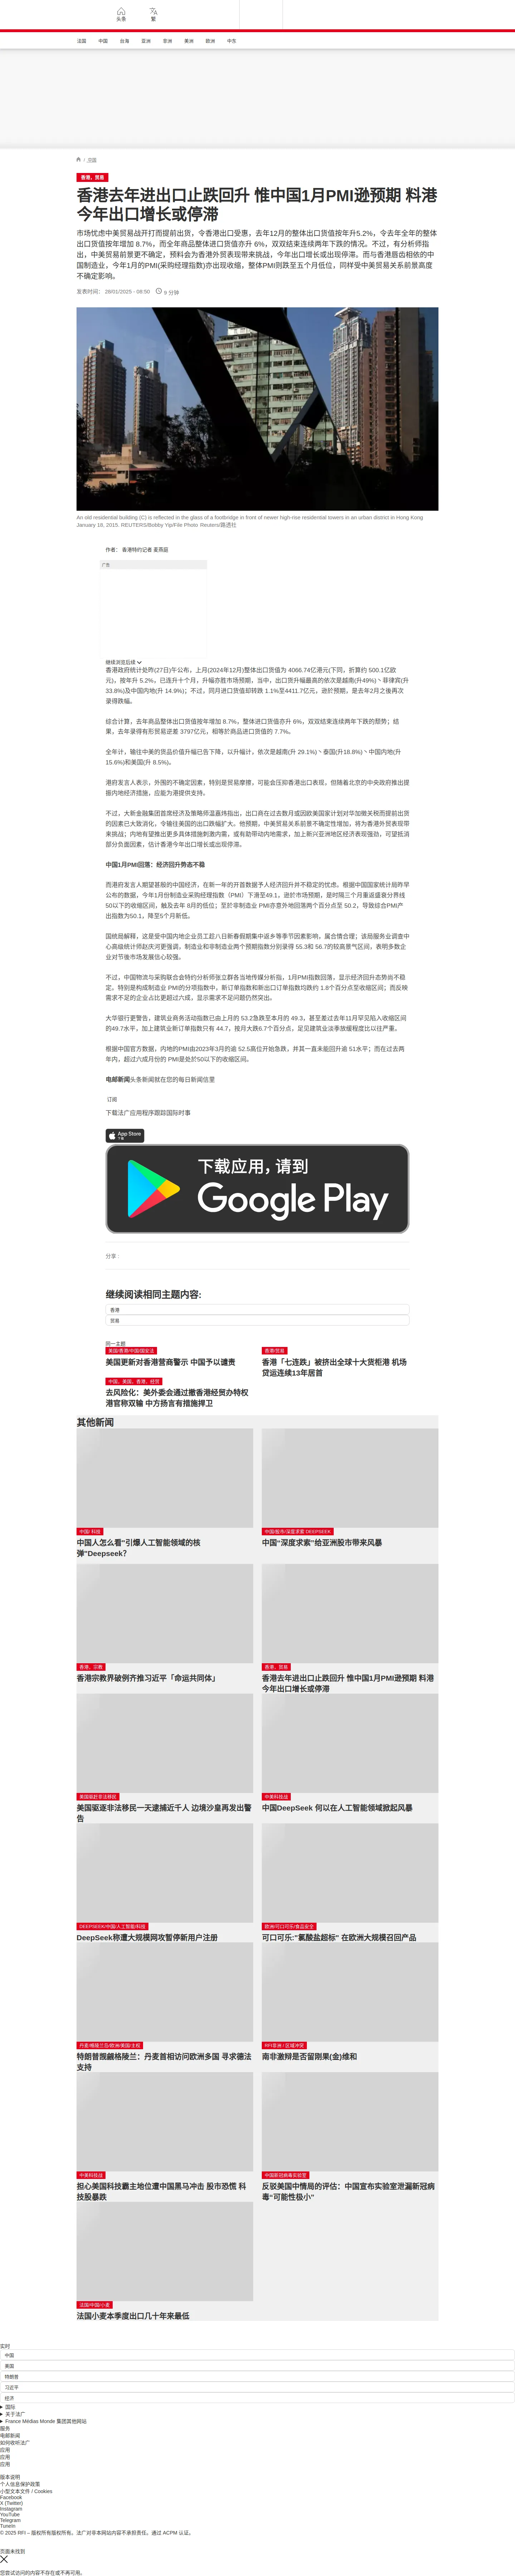 头条
繁
法国
中国
台海
亚洲
非洲
美洲
欧洲
中东
/ 中国
香港，贸易
香港去年进出口止跌回升 惟中国1月PMI逊预期 料港
今年出口增长或停滞
市场忧虑中美贸易战开打而提前出货，令香港出口受惠，去年12月的整体出口货值按年升5.2%，令去年全年的整体
出口货值按年增加 8.7%，而全年商品整体进口货值亦升 6%，双双结束连续两年下跌的情况。不过，有分析师指
出，中美贸易前景更不确定，预料会为香港外贸表现带来挑战，今年出口增长或出现停滞。而与香港唇齿相依的中
国制造业，今年1月的PMI(采购经理指数)亦出现收缩，整体PMI则跌至五个月低位，同样受中美贸易关系前景高度
不确定影响。
发表时间： 28/01/2025 - 08:50
9 分钟
An old residential building (C) is reflected in the glass of a footbridge in front of newer high-rise residential towers in an urban district in Hong Kong
January 18, 2015. REUTERS/Bobby Yip/File Photo Reuters/路透社
作者： 香港特约记者 麦燕庭
广告
继续浏览后续
香港政府统计处昨(27日)午公布，上月(2024年12月)整体出口货值为 4066.74亿港元(下同，折算约 500.1亿欧
元)，按年升 5.2%。已连升十个月，升幅亦胜市场预期，当中，出口货升幅最高的依次是越南(升49%)丶菲律宾(升
33.8%)及中国内地(升 14.9%)；不过，同月进口货值却转跌 1.1%至4411.7亿元，逊於预期，是去年2月之後再次
录得跌幅。
综合计算，去年商品整体出口货值按年增加 8.7%，整体进口货值亦升 6%，双双结束连续两年下跌的颓势；结
果，去年录得有形贸易逆差 3797亿元，相等於商品进口货值的 7.7%。
全年计，输往中美的货品价值升幅已告下降，以升幅计，依次是越南(升 29.1%)丶泰国(升18.8%)丶中国内地(升
15.6%)和美国(升 8.5%)。
港府发言人表示，外围的不确定因素，特别是贸易摩擦，可能会压抑香港出口表现，但随着北京的中央政府推出提
振内地经济措施，应能为港提供支持。
不过，大新金融集团首席经济及策略师温嘉炜指出，出口商在过去数月或因欧美国家计划对华加徵关税而提前出货
的因素已大致消化，令输往美国的出口跌幅扩大。他预期，中美贸易关系前景不确定性增加，将为香港外贸表现带
来挑战；内地有望推出更多具体措施刺激内需，或有助带动内地需求，加上新兴亚洲地区经济表现强劲，可望抵消
部分负面因素，估计香港今年出口增长或出现停滞。
中国1月PMI回落：经济回升势态不稳
而港府发言人期望甚殷的中国经济，在新一年的开首数据予人经济回升并不稳定的忧虑。根据中国国家统计局昨早
公布的数据，今年1月份制造业采购经理指数（PMI）下滑至49.1，逊於市场预期，是时隔三个月重返盛衰分界线
50以下的收缩区间，触及去年 8月的低位；至於非制造业 PMI亦意外地回落两个百分点至 50.2，导致综合PMI产
出指数为50.1，降至5个月新低。
国统局解释，这是受中国内地企业员工趁八日新春假期集中返乡等季节因素影响，属合情合理；该局服务业调查中
心高级统计师赵庆河更强调，制造业和非制造业两个预期指数分别录得 55.3和 56.7的较高景气区间，表明多数企
业对节後市场发展信心较强。
不过，中国物流与采购联合会特约分析师张立群各当地传媒分析指，1月PMI指数回落，显示经济回升态势尚不稳
定。特别是构成制造业 PMI的分项指数中，新订单指数和新出口订单指数均跌约 1.8个百分点至收缩区间；而反映
需求不足的企业占比更超过六成，显示需求不足问题仍然突出。
大华银行更警告，建筑业商务活动指数已由上月的 53.2急跌至本月的 49.3，甚至差过去年11月罕见陷入收缩区间
的49.7水平，加上建筑业新订单指数只有 44.7，按月大跌6.7个百分点，足见建筑业淡季放缓程度比以往严重。
根据中国官方数据，内地的PMI由2023年3月的逾 52.5高位开始急跌，并其一直未能回升逾 51水平；而在过去两
年内，超过六成月份的 PMI是处於50以下的收缩区间。
电邮新闻头条新闻就在您的每日新闻信里
订阅
下载法广应用程序跟踪国际时事
App Store
下载应用，请到
Google Play
分享 :
继续阅读相同主题内容:
香港
贸易
同一主题
美国/香港/中国/国安法
美国更新对香港营商警示 中国予以谴责
香港/贸易
香港「七连跌」被挤出全球十大货柜港 机场
贷运连续13年居首
中国、美国、香港、经贸
去风险化：美外委会通过撤香港经贸办特权
港官称双输 中方扬言有措施捍卫
其他新闻
中国/ 科技
中国人怎么看"引爆人工智能领域的核
弹"Deepseek?
中国/股市/深度求索 DEEPSEEK
中国"深度求索"给亚洲股市带来风暴
香港，宗教
香港宗教界破例齐推习近平「命运共同体」
香港，贸易
香港去年进出口止跌回升 惟中国1月PMI逊预期 料港
今年出口增长或停滞
美国驱赶非法移民
美国驱逐非法移民一天逮捕近千人 边境沙皇再发出警
告
中美科技战
中国DeepSeek 何以在人工智能领域掀起风暴
DEEPSEEK/中国/人工智能/科技
DeepSeek称遭大规模网攻暂停新用户注册
欧洲/可口可乐/食品安全
可口可乐:"氯酸盐超标" 在欧洲大规模召回产品
丹麦/格陵兰岛/欧洲/美国/主权
特朗普觊觎格陵兰：丹麦首相访问欧洲多国 寻求德法
支持
RFI非洲 / 区域冲突
南非激辩是否留刚果(金)维和
中美科技战
担心美国科技霸主地位遭中国黑马冲击 股市恐慌 科
技股暴跌
中国新冠病毒实验室
反驳美国中情局的评估：中国宣布实验室泄漏新冠病
毒"可能性极小"
法国/中国/小麦
法国小麦本季度出口几十年来最低
实时
中国
美国
特朗普
习近平
经济
国际
关于法广
France Médias Monde 集团其他网站
服务
电邮新闻
如何收听法广
应用
应用
应用
版本说明
个人信息保护政策
小型文本文件 / Cookies
Facebook
X (Twitter)
Instagram
YouTube
Telegram
TuneIn
© 2025 RFI – 版权所有版权所有。法广对非本网站内容不承担责任。通过 ACPM 认证。
页面未找到
您尝试访问的内容不存在或不再可用。